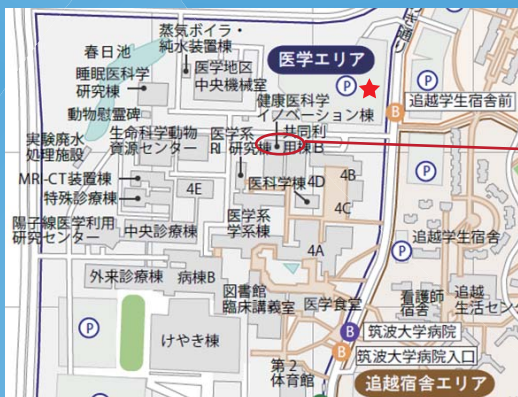 き通り
蒸気ボイラ・
純水装置棟
春日池
医学エリア
睡眠医科学
研究棟
医学地区
中央機械室
P
P
健康医科学
イノベーション棟
B
追越学生宿舎前
動物慰霊碑
実験廃水
処理施設
生命科学動物
資源センター
医学系
RI 研究棟
共同利
用棟B
MRI-CT装置棟
特殊診療棟
4E
医科学棟
4D
4B
4C
P
陽子線医学利用
研究センター
中央診療棟
医学系
学系棟
4A
追越学生宿舎
P
外来診療棟
病棟B
図書館
臨床講義室
医学食堂
看護師
宿舎
追越
生活セン
P
けやき棟
B
筑波大学病院
B
筑波大学病院入口
第2
体育館
追越宿舎エリア
P